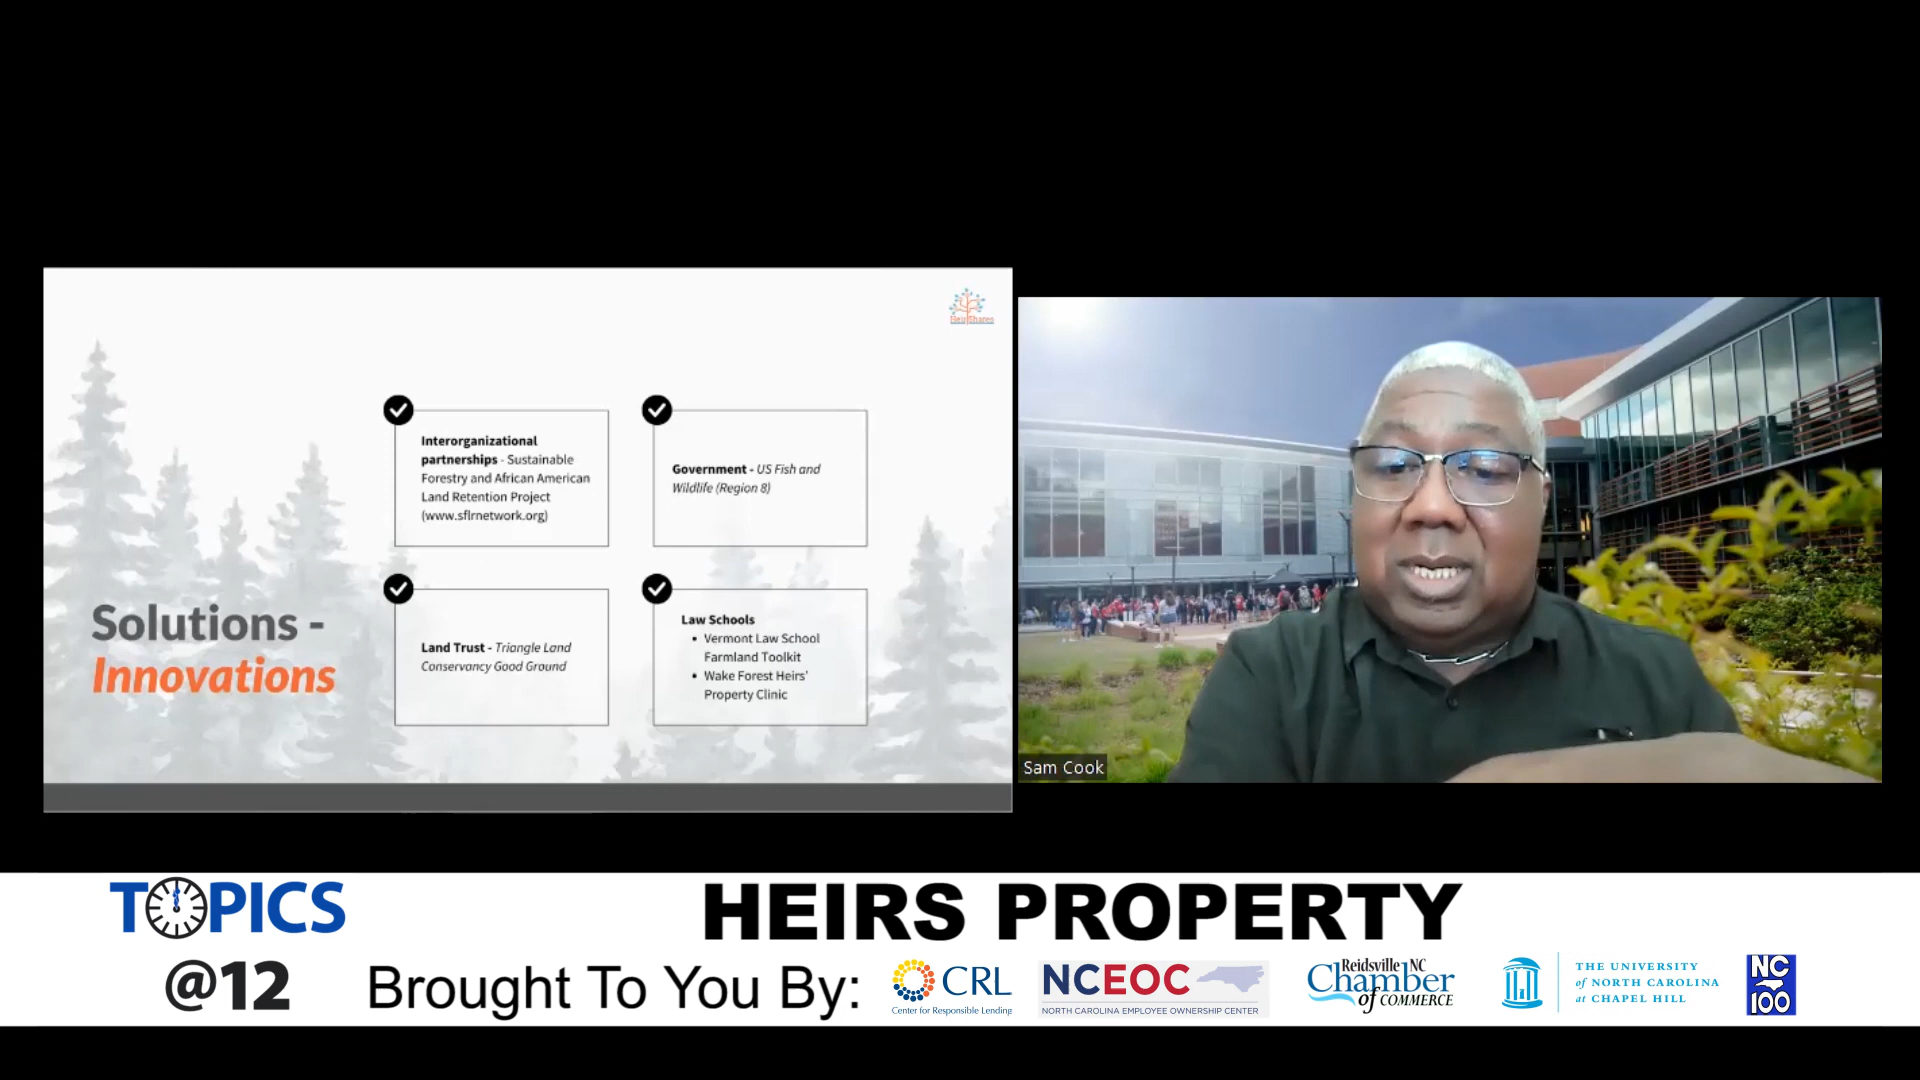 HeirShares
Solutions -
Innovations
Interorganizational
partnerships - Sustainable
Forestry and African American
Land Retention Project
(www.sflrnetwork.org)
Government - US Fish and
Wildlife (Region 8)
Land Trust - Triangle Land
Conservancy Good Ground
Law Schools
• Vermont Law School
Farmland Toolkit
• Wake Forest Heirs'
Property Clinic
Sam Cook
TOPICS
@12
HEIRS PROPERTY
Brought To You By:
CRL
Center for Responsible Lending
NCEOC
NORTH CAROLINA EMPLOYEE OWNERSHIP CENTER
Reidsville NC
Chamber
of COMMERCE
THE UNIVERSITY
of NORTH CAROLINA
at CHAPEL HILL
NC
100